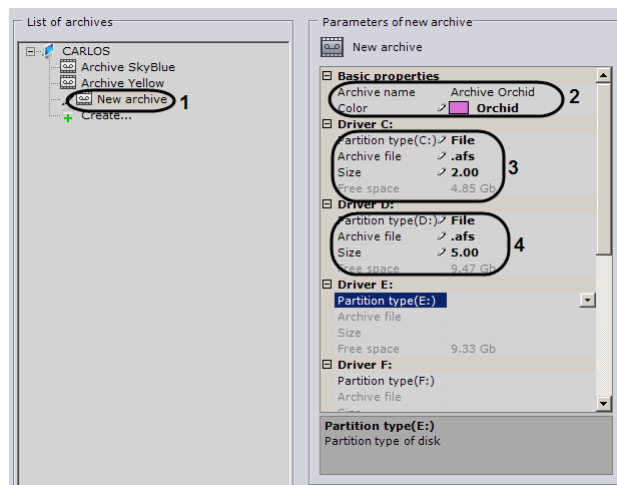 List of archives
CARLOS
Archive SkyBlue
Archive Yellow
New archive 1
Create...
Parameters of new archive
New archive
Basic properties
Archive name Archive Orchid 2
Color Orchid
Driver C:
Partition type(C:) File
Archive file .afs
Size 2.00 3
Free space 4.85 Gb
Driver D:
Partition type(D:) File
Archive file .afs
Size 5.00 4
Free space 9.47 Gb
Driver E:
Partition type(E:)
Archive file
Size
Free space 9.33 Gb
Driver F:
Partition type(F:)
Archive file
Size
Partition type(E:)
Partition type of disk